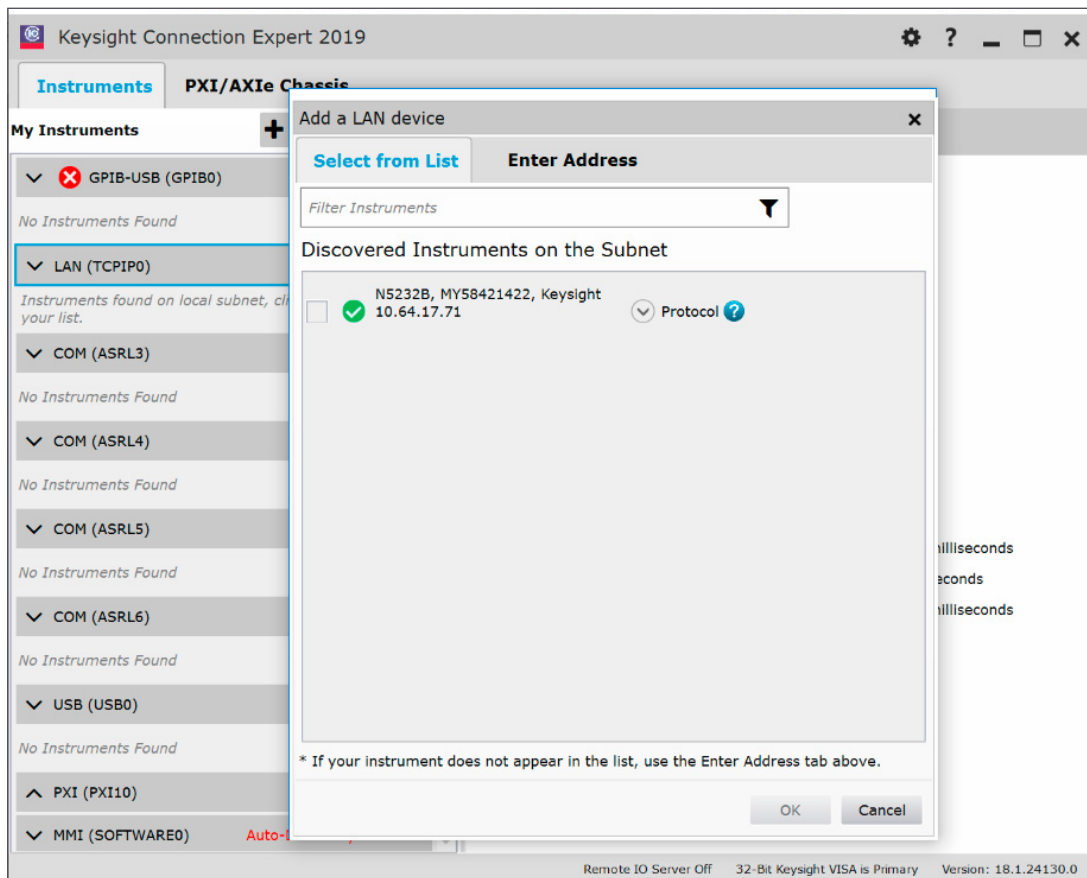 Keysight Connection Expert 2019
Instruments
PXI/AXIe Chassis
My Instruments
GPIB-USB (GPIB0)
No Instruments Found
LAN (TCPIP0)
Instruments found on local subnet,
your list.
COM (ASRL3)
No Instruments Found
COM (ASRL4)
No Instruments Found
COM (ASRL5)
No Instruments Found
COM (ASRL6)
No Instruments Found
USB (USB0)
No Instruments Found
PXI (PXI10)
MMI (SOFTWARE0)
Add a LAN device
Select from List
Enter Address
Filter Instruments
Discovered Instruments on the Subnet
N5232B, MY58421422, Keysight
10.64.17.71
Protocol ?
* If your instrument does not appear in the list, use the Enter Address tab above.
OK
Cancel
Remote IO Server Off
32-Bit Keysight VISA is Primary
Version: 18.1.24130.0